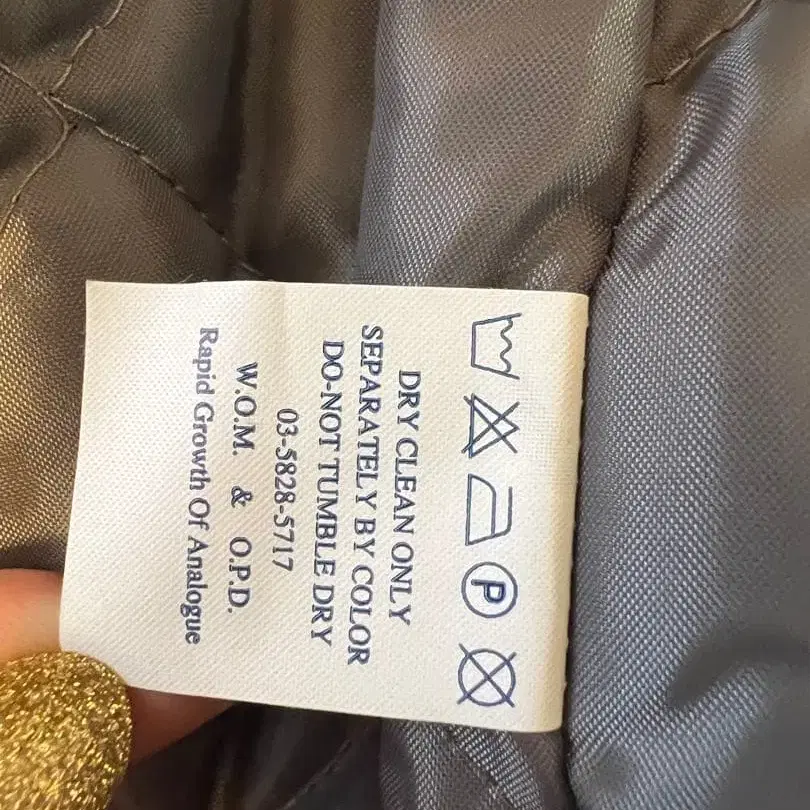 P
DRY CLEAN ONLY
SEPARATELY BY COLOR
DO-NOT TUMBLE DRY
03-5828-5717
W.O.M. & O.P.D.
Rapid Growth Of Analogue